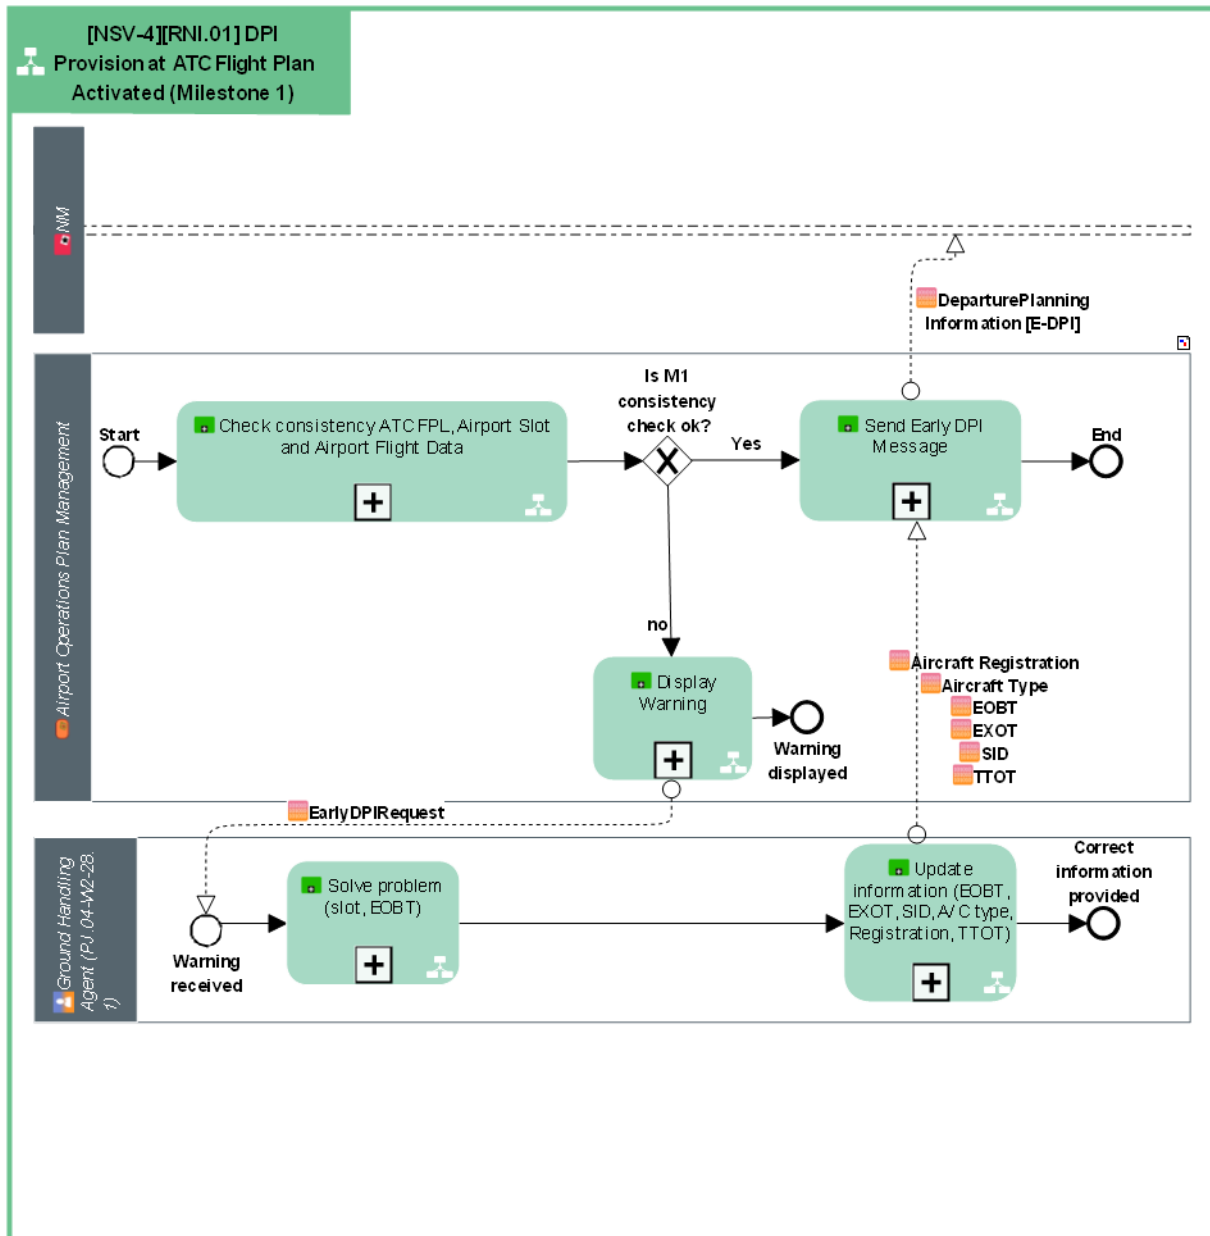 [NSV-4][RNI.01] DPI
Provision at ATC Flight Plan
Activated (Milestone 1)
NM
DeparturePlanning
Information [E-DPI]
Airport Operations Plan Management
Start
Check consistency ATC FPL, Airport Slot
and Airport Flight Data
Is M1
consistency
check ok?
Yes
Send Early DPI
Message
End
no
Display
Warning
Warning
displayed
Aircraft Registration
Aircraft Type
EOBT
EXOT
SID
TTOT
EarlyDPIRequest
Ground Handling
Agent (PJ.04-W2-28.
1)
Warning
received
Solve problem
(slot, EOBT)
Update
information (EOBT,
EXOT, SID, A/C type,
Registration, TTOT)
Correct
information
provided